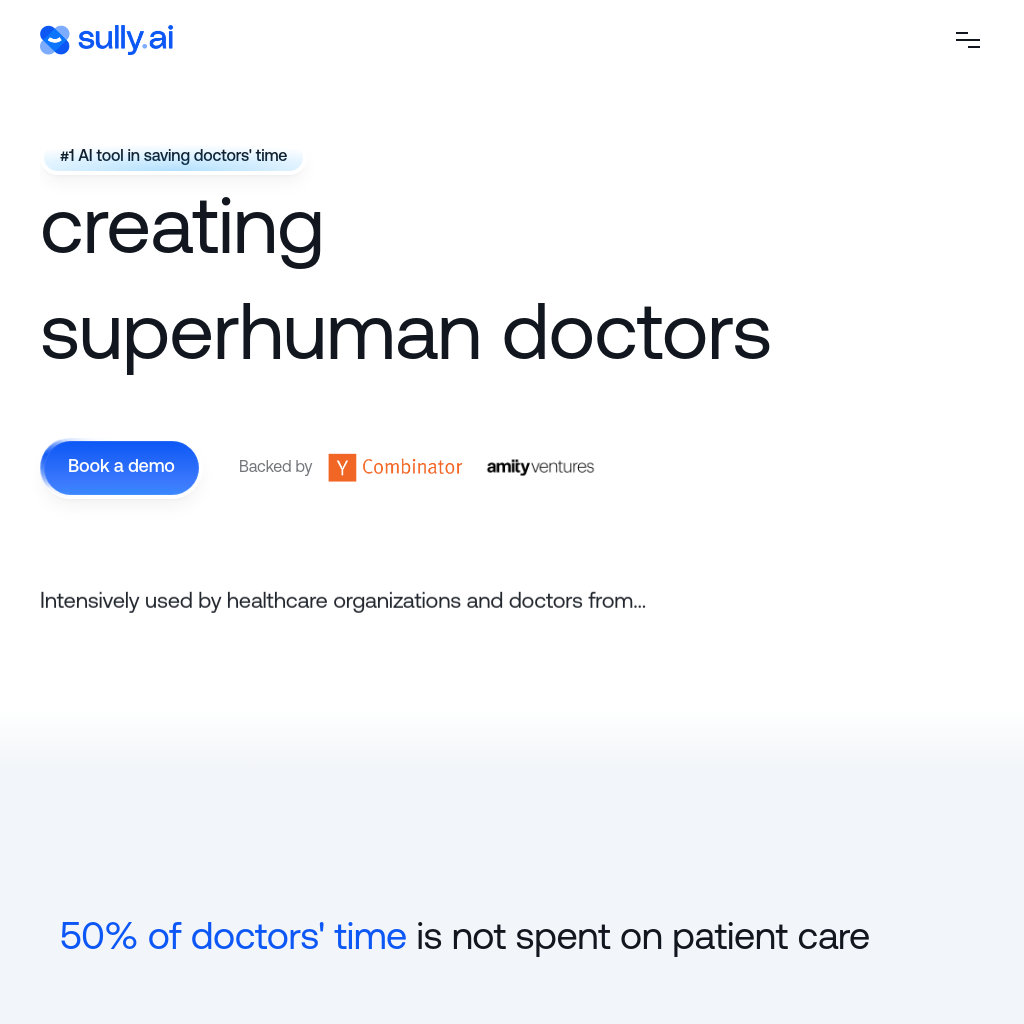 sully.ai
#1 AI tool in saving doctors' time
creating
superhuman doctors
Book a demo
Backed by
Y Combinator
amity ventures
Intensively used by healthcare organizations and doctors from...
50% of doctors' time is not spent on patient care